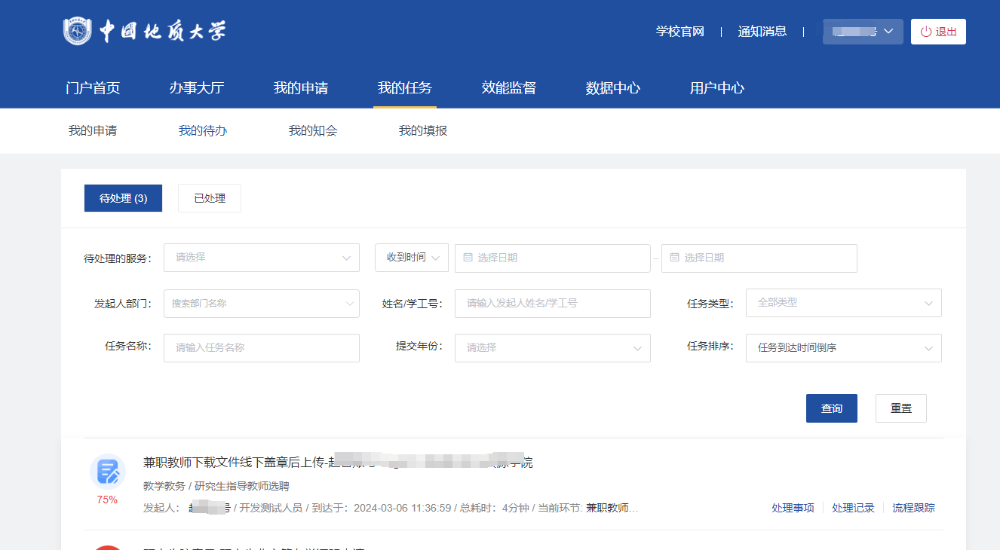 中国地质大学
学校官网 | 通知消息 | 号 退出
门户首页 办事大厅 我的申请 我的任务 效能监督 数据中心 用户中心
我的申请 我的待办 我的知会 我的填报
待处理 (3) 已处理
待处理的服务： 请选择 收到时间 选择日期 – 选择日期
发起人部门： 搜索部门名称 姓名/学工号： 请输入发起人姓名/学工号 任务类型： 全部类型
任务名称： 请输入任务名称 提交年份： 请选择 任务排序： 任务到达时间倒序
查询 重置
兼职教师下载文件线下盖章后上传- 学院
教学教务 / 研究生指导教师选聘
75%
发起人： 号 / 开发测试人员 / 到达于：2024-03-06 11:36:59 / 总耗时：4分钟 / 当前环节: 兼职教师... 处理事项 处理记录 流程跟踪